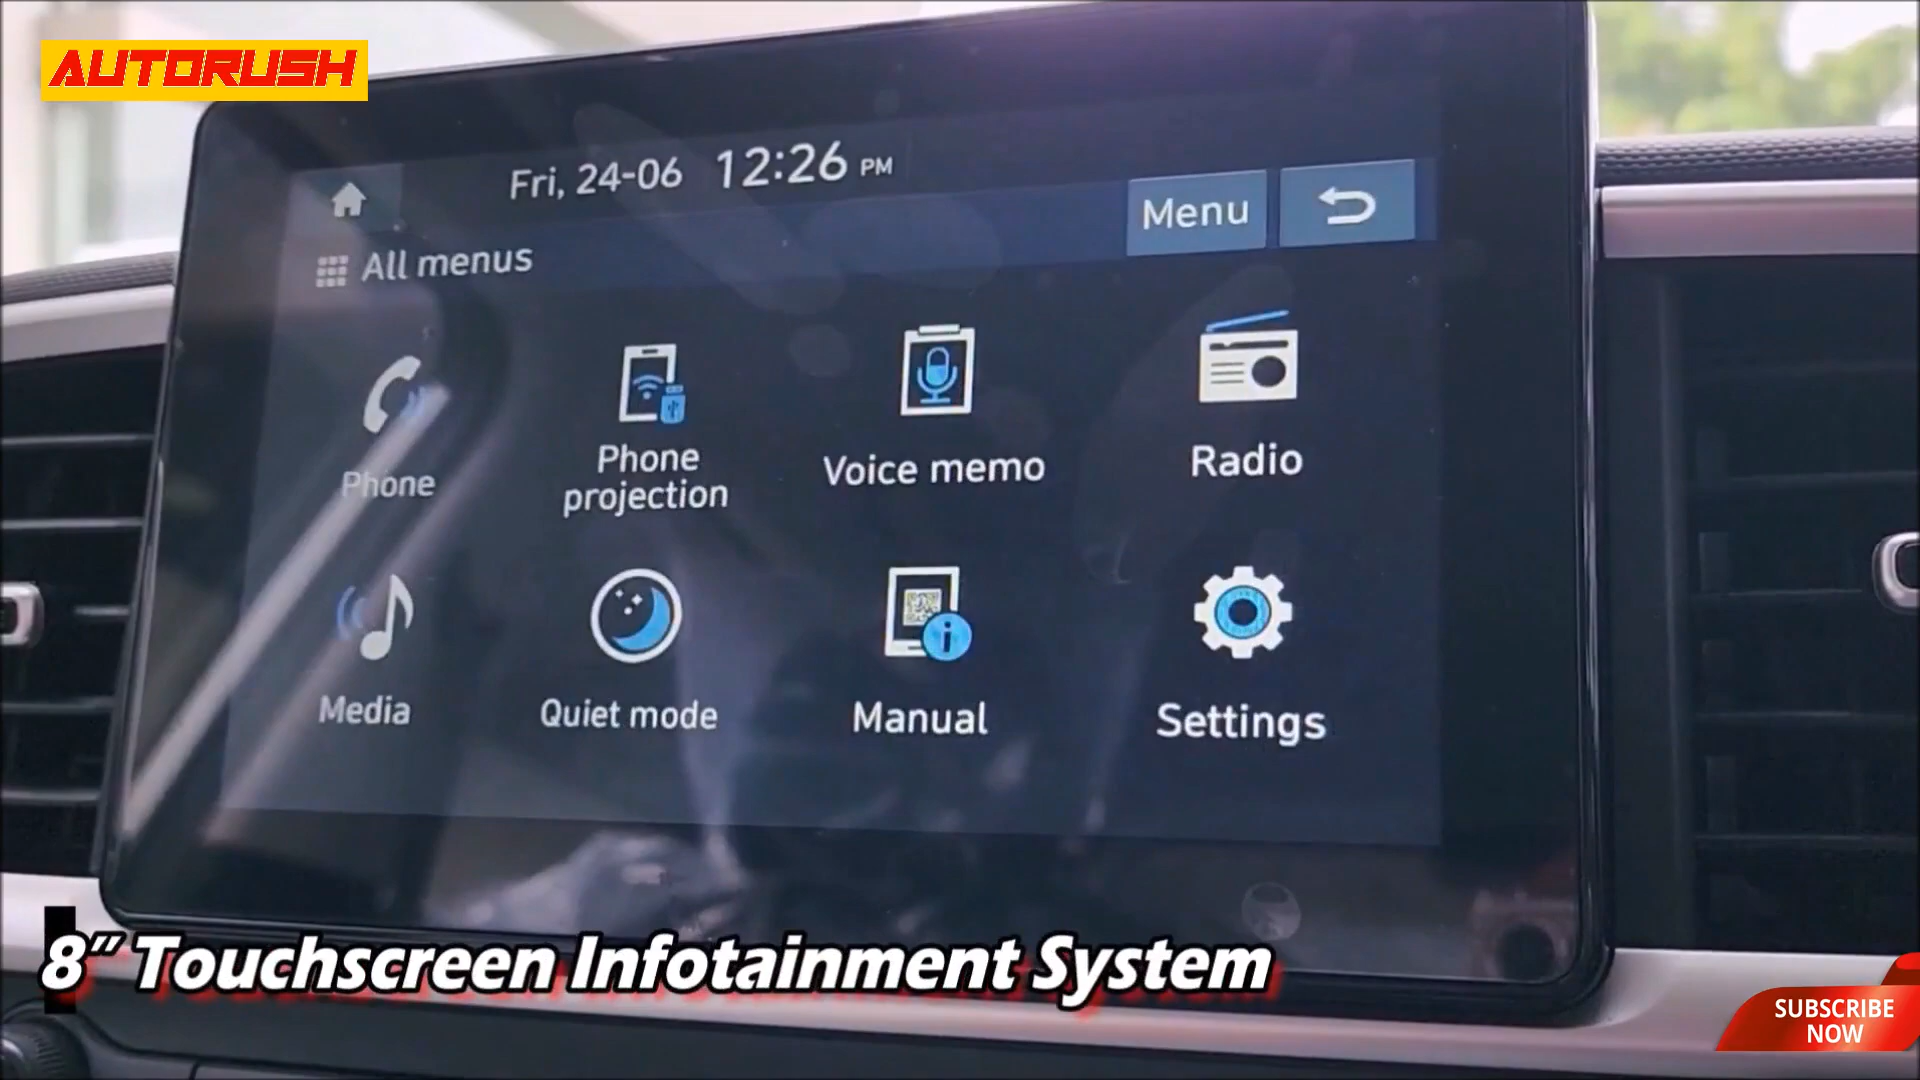 AUTORUSH
Fri, 24-06 12:26 PM
Menu
All menus
Phone
Phone
projection
Voice memo
Radio
Media
Quiet mode
Manual
Settings
8" Touchscreen Infotainment System
SUBSCRIBE
NOW